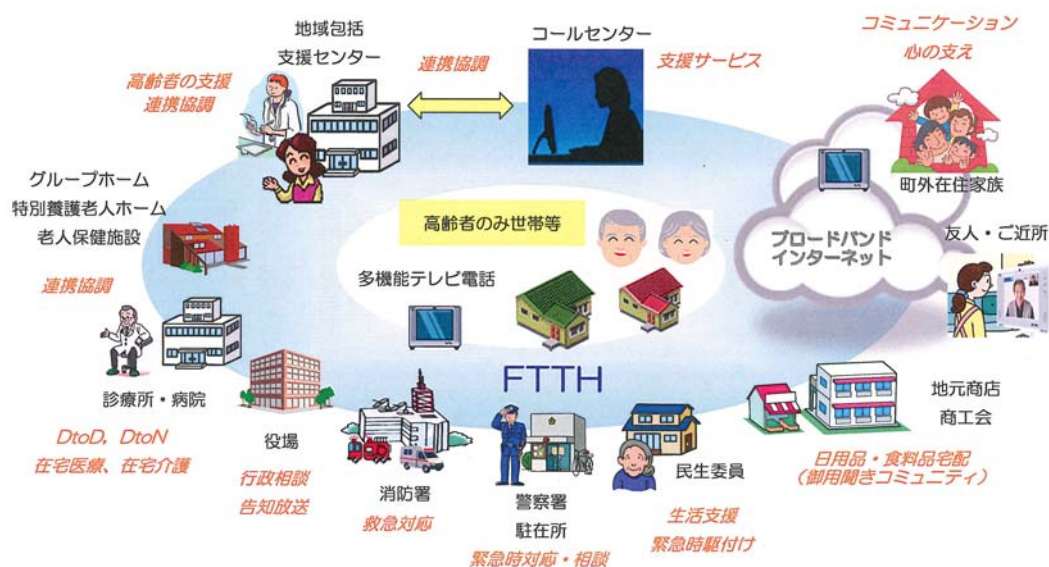 地域包括
支援センター
高齢者の支援
連携協調
連携協調
コールセンター
支援サービス
コミュニケーション
心の支え
町外在住家族
グループホーム
特別養護老人ホーム
老人保健施設
連携協調
高齢者のみ世帯等
多機能テレビ電話
ブロードバンド
インターネット
友人・ご近所
FTTH
診療所・病院
DtoD，DtoN
在宅医療、在宅介護
役場
行政相談
告知放送
消防署
救急対応
警察署
駐在所
緊急時対応・相談
民生委員
生活支援
緊急時駆付け
地元商店
商工会
日用品・食料品宅配
（御用聞きコミュニティ）